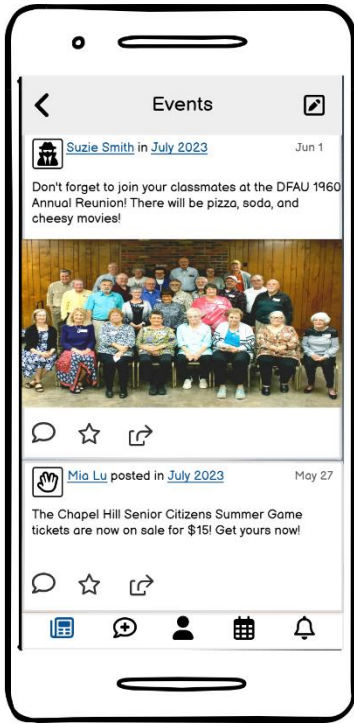 Events
Suzie Smith in July 2023
Jun 1
Don't forget to join your classmates at the DFAU 1960
Annual Reunion! There will be pizza, soda, and
cheesy movies!
Mia Lu posted in July 2023
May 27
The Chapel Hill Senior Citizens Summer Game
tickets are now on sale for $15! Get yours now!